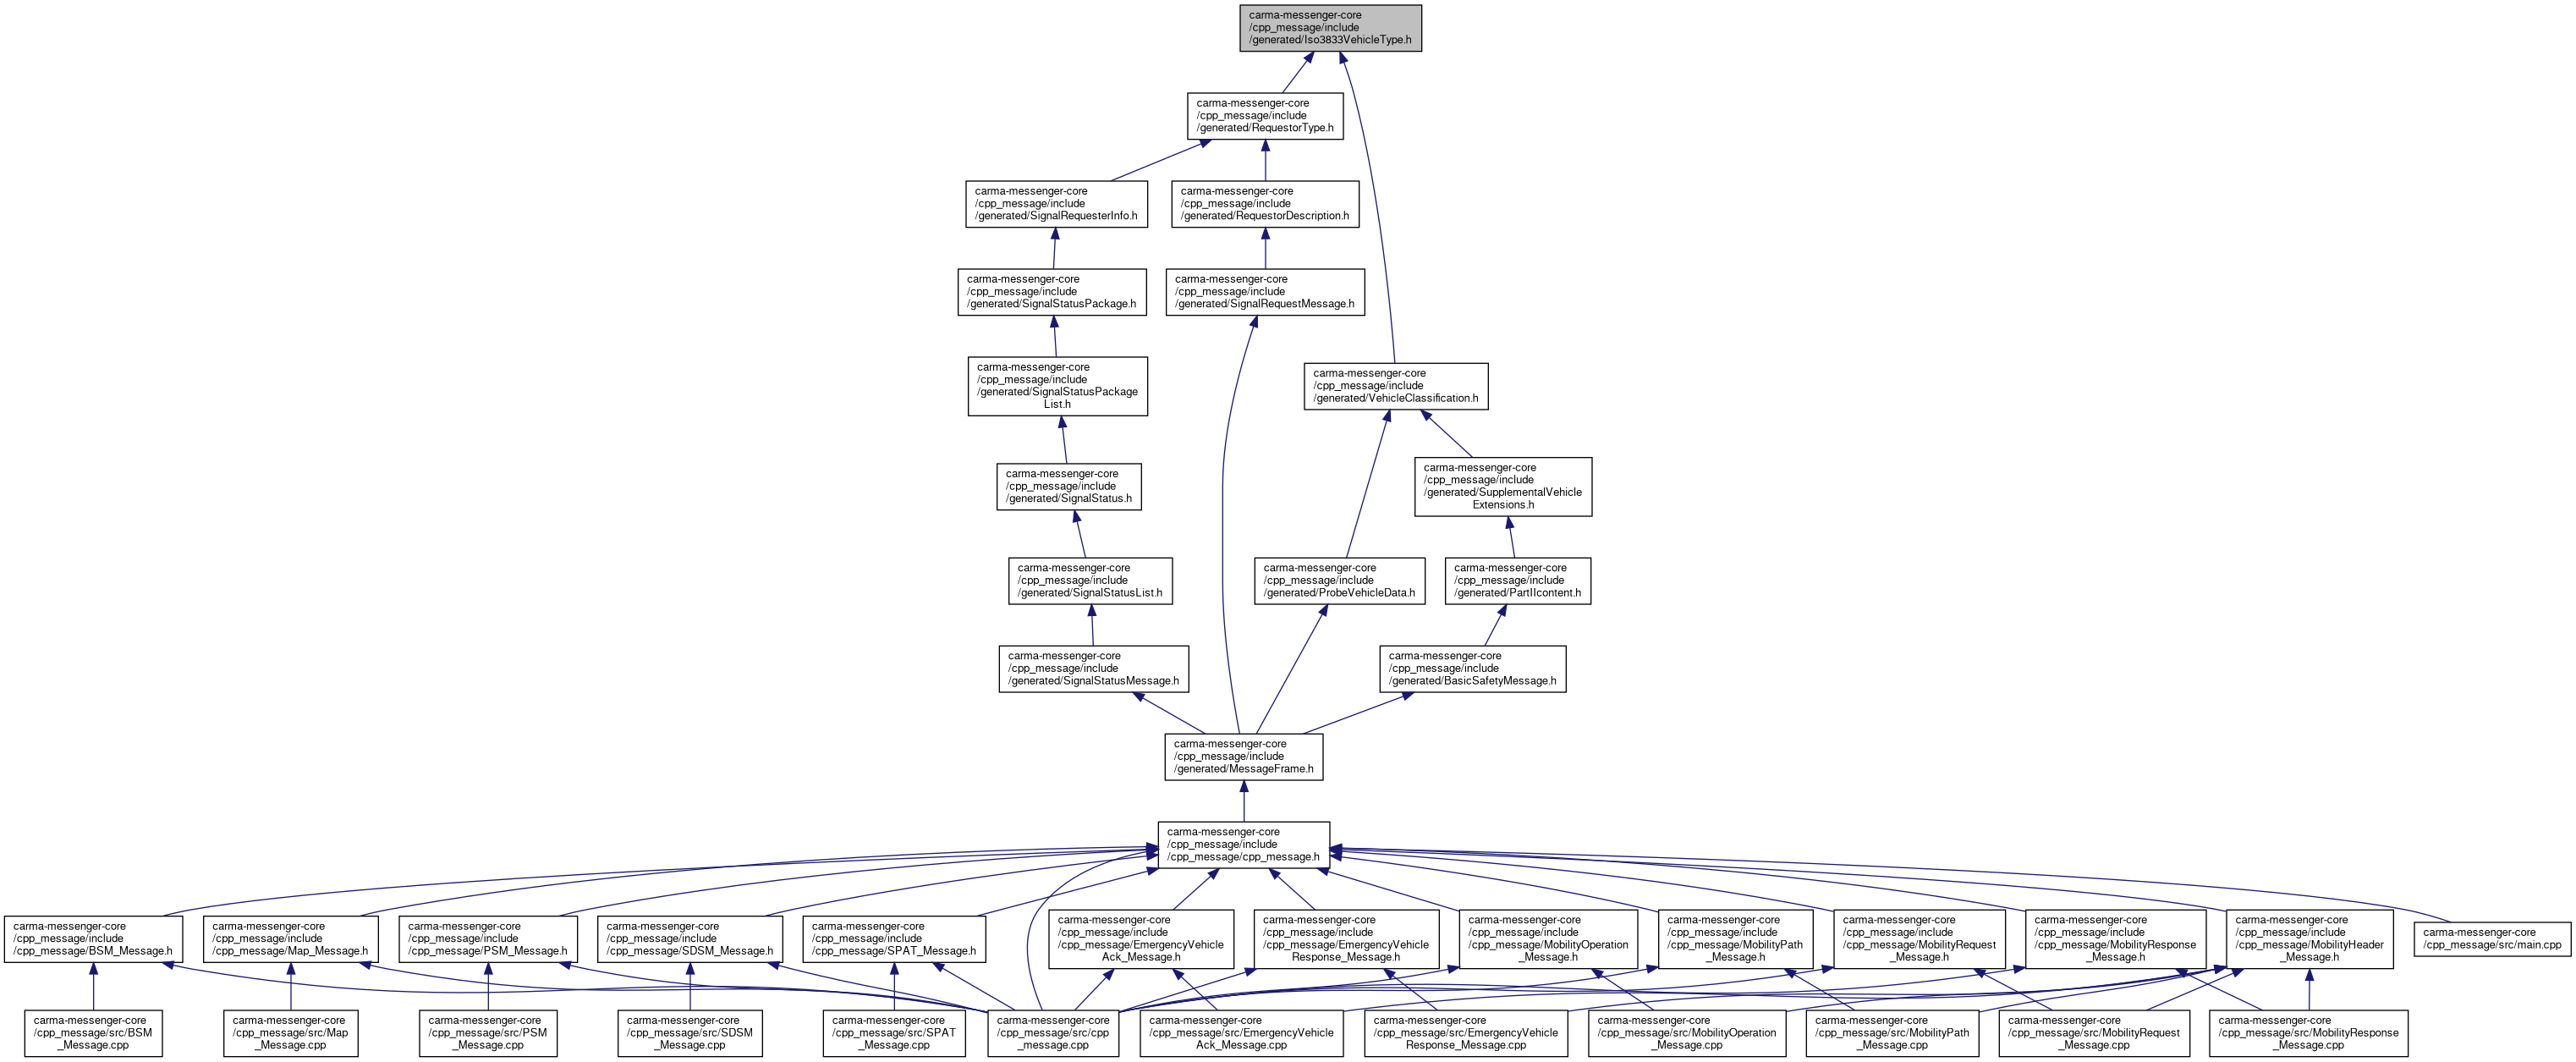 carma-messenger-core
/cpp_message/include
/generated/Iso3833VehicleType.h
carma-messenger-core
/cpp_message/include
/generated/RequestorType.h
carma-messenger-core
/cpp_message/include
/generated/SignalRequesterInfo.h
carma-messenger-core
/cpp_message/include
/generated/RequestorDescription.h
carma-messenger-core
/cpp_message/include
/generated/SignalStatusPackage.h
carma-messenger-core
/cpp_message/include
/generated/SignalRequestMessage.h
carma-messenger-core
/cpp_message/include
/generated/SignalStatusPackage
List.h
carma-messenger-core
/cpp_message/include
/generated/VehicleClassification.h
carma-messenger-core
/cpp_message/include
/generated/SignalStatus.h
carma-messenger-core
/cpp_message/include
/generated/SupplementalVehicle
Extensions.h
carma-messenger-core
/cpp_message/include
/generated/SignalStatusList.h
carma-messenger-core
/cpp_message/include
/generated/ProbeVehicleData.h
carma-messenger-core
/cpp_message/include
/generated/PartIIcontent.h
carma-messenger-core
/cpp_message/include
/generated/SignalStatusMessage.h
carma-messenger-core
/cpp_message/include
/generated/BasicSafetyMessage.h
carma-messenger-core
/cpp_message/include
/generated/MessageFrame.h
carma-messenger-core
/cpp_message/include
/cpp_message/cpp_message.h
carma-messenger-core
/cpp_message/include
/cpp_message/BSM_Message.h
carma-messenger-core
/cpp_message/include
/cpp_message/Map_Message.h
carma-messenger-core
/cpp_message/include
/cpp_message/PSM_Message.h
carma-messenger-core
/cpp_message/include
/cpp_message/SDSM_Message.h
carma-messenger-core
/cpp_message/include
/cpp_message/SPAT_Message.h
carma-messenger-core
/cpp_message/include
/cpp_message/EmergencyVehicle
Ack_Message.h
carma-messenger-core
/cpp_message/include
/cpp_message/EmergencyVehicle
Response_Message.h
carma-messenger-core
/cpp_message/include
/cpp_message/MobilityOperation
_Message.h
carma-messenger-core
/cpp_message/include
/cpp_message/MobilityPath
_Message.h
carma-messenger-core
/cpp_message/include
/cpp_message/MobilityRequest
_Message.h
carma-messenger-core
/cpp_message/include
/cpp_message/MobilityResponse
_Message.h
carma-messenger-core
/cpp_message/include
/cpp_message/MobilityHeader
_Message.h
carma-messenger-core
/cpp_message/src/main.cpp
carma-messenger-core
/cpp_message/src/BSM
_Message.cpp
carma-messenger-core
/cpp_message/src/Map
_Message.cpp
carma-messenger-core
/cpp_message/src/PSM
_Message.cpp
carma-messenger-core
/cpp_message/src/SDSM
_Message.cpp
carma-messenger-core
/cpp_message/src/SPAT
_Message.cpp
carma-messenger-core
/cpp_message/src/cpp
_message.cpp
carma-messenger-core
/cpp_message/src/EmergencyVehicle
Ack_Message.cpp
carma-messenger-core
/cpp_message/src/EmergencyVehicle
Response_Message.cpp
carma-messenger-core
/cpp_message/src/MobilityOperation
_Message.cpp
carma-messenger-core
/cpp_message/src/MobilityPath
_Message.cpp
carma-messenger-core
/cpp_message/src/MobilityRequest
_Message.cpp
carma-messenger-core
/cpp_message/src/MobilityResponse
_Message.cpp